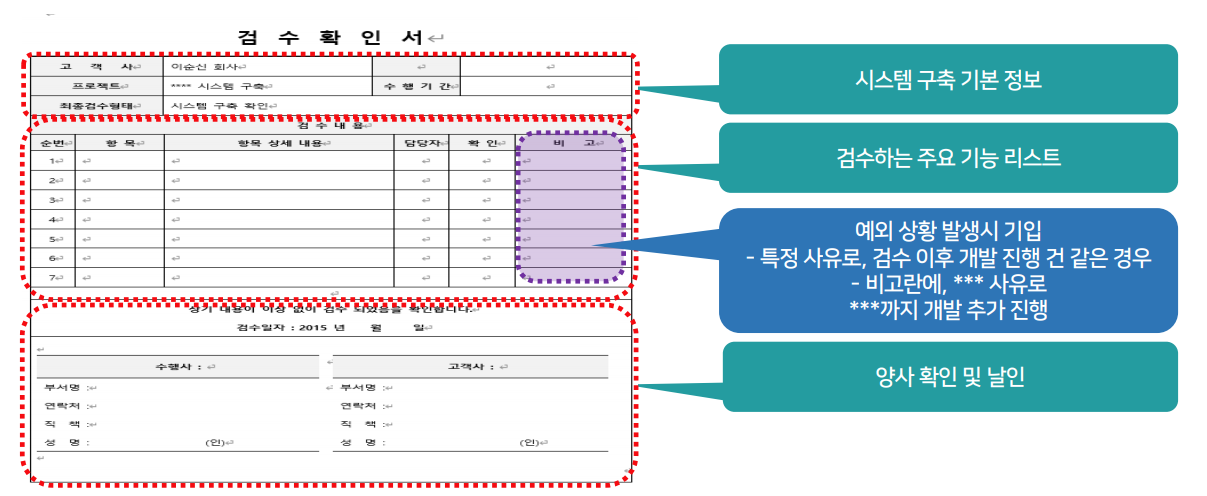 검 수 확 인 서
고 객 사 이순신 회사
프로젝트 **** 시스템 구축 수 행 기 간
최종검수형태 시스템 구축 확인
검 수 내 용
순번 항 목 항목 상세 내용 담당자 확 인 비 고
1
2
3
4
5
6
7
상기 내용이 이상 없이 검수 되었음을 확인합니다.
검수일자 : 2015 년 월 일
수행사 : 고객사 :
부서명 : 부서명 :
연락처 : 연락처 :
직 책 : 직 책 :
성 명 : (인) 성 명 : (인)
시스템 구축 기본 정보
검수하는 주요 기능 리스트
예외 상황 발생시 기입
- 특정 사유로, 검수 이후 개발 진행 건 같은 경우
- 비고란에, *** 사유로
***까지 개발 추가 진행
양사 확인 및 날인